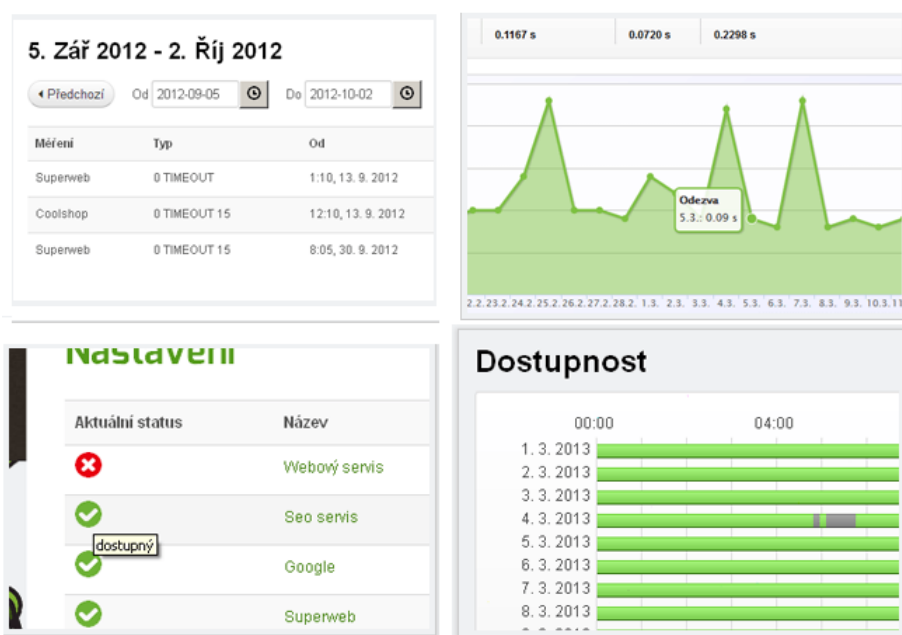 5. Zář 2012 - 2. Říj 2012
Předchozí Od 2012-09-05 Do 2012-10-02
Měření Typ Od
Superweb 0 TIMEOUT 1:10, 13. 9. 2012
Coolshop 0 TIMEOUT 15 12:10, 13. 9. 2012
Superweb 0 TIMEOUT 15 8:05, 30. 9. 2012
0.1167 s 0.0720 s 0.2298 s
Odezva
5.3.: 0.09 s
2.2. 23.2. 24.2. 25.2. 26.2. 27.2. 28.2. 1.3. 2.3. 3.3. 4.3. 5.3. 6.3. 7.3. 8.3. 9.3. 10.3. 11
Nastavení
Aktuální status Název
Webový servis
Seo servis
dostupný
Google
Superweb
Dostupnost
00:00 04:00
1. 3. 2013
2. 3. 2013
3. 3. 2013
4. 3. 2013
5. 3. 2013
6. 3. 2013
7. 3. 2013
8. 3. 2013